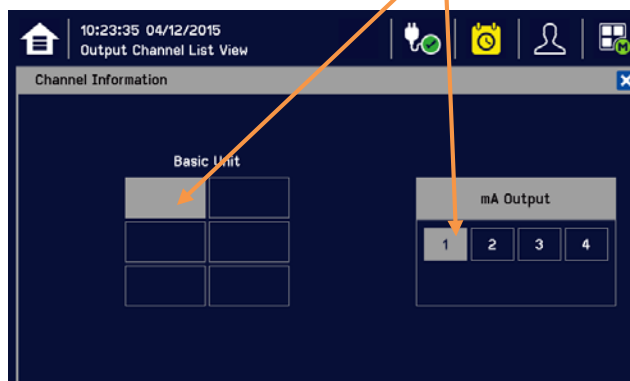 10:23:35 04/12/2015
Output Channel List View
Channel Information
Basic Unit
mA Output
1 2 3 4
M